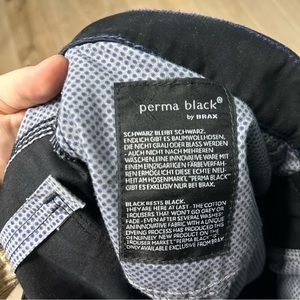 perma black®
by BRAX
SCHWARZ BLEIBT SCHWARZ.
ENDLICH GIBT ES BAUMWOLLHOSEN,
DIE NICHT GRAU ODER BLASS WERDEN
- AUCH NICHT NACH MEHREREN
WÄSCHEN. EINE INNOVATIVE WARE MIT
EINEM EINZIGARTIGEN FÄRBEVERFAH-
REN ERMÖGLICHT DIESE ECHTE NEU-
HEIT AM HOSENMARKT. "PERMA BLACK"
GIBT ES EXCLUSIV NUR BEI BRAX.
BLACK RESTS BLACK.
THEY ARE HERE AT LAST - THE COTTON
TROUSERS THAT WON'T GO GREY OR
FADE - EVEN AFTER SEVERAL WASHES
AN INNOVATIVE FABRIC WITH A UNIQUE
DYEING PROCESS HAS PRODUCED THIS
GENUINELY NEW PRODUCT ON THE
TROUSER MARKET. "PERMA BLACK" IS
ONLY AVAILABLE EXCLUSIVELY FROM BRAX